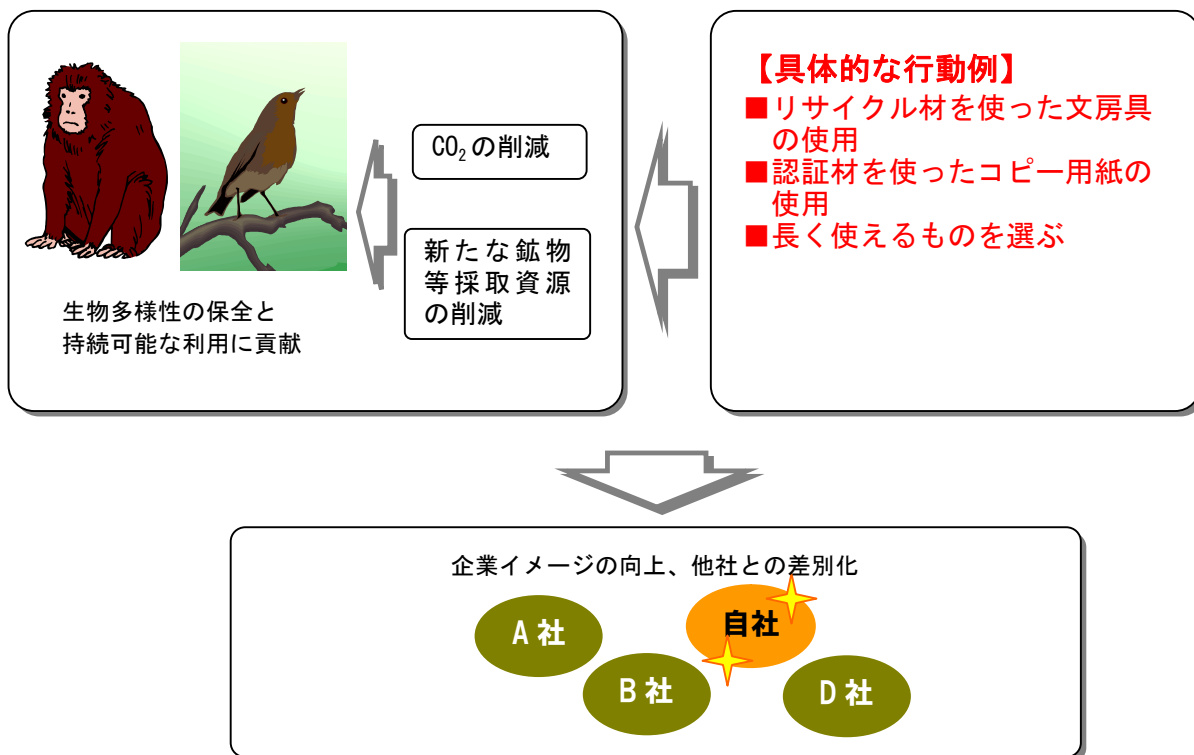 CO₂の削減
新たな鉱物
等採取資源
の削減
生物多様性の保全と
持続可能な利用に貢献
【具体的な行動例】
■リサイクル材を使った文房具
の使用
■認証材を使ったコピー用紙の
使用
■長く使えるものを選ぶ
企業イメージの向上、他社との差別化
A社
自社
B社
D社